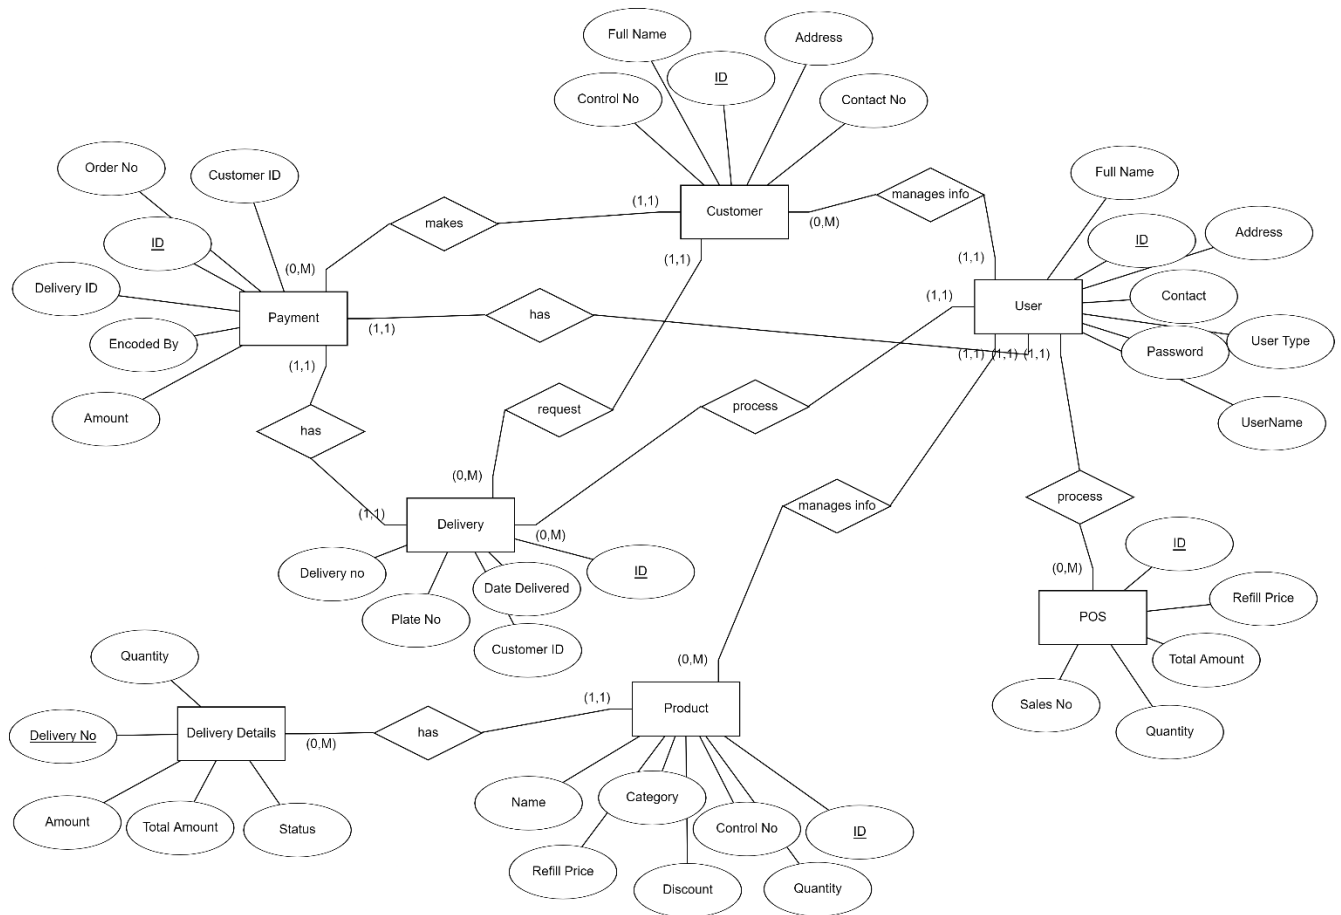 Full Name
Address
ID
Control No
Contact No
Order No
Customer ID
Full Name
makes
(1,1)
Customer
(0,M)
manages info
ID
ID
Address
(0,M)
(1,1)
(1,1)
Delivery ID
Payment
(1,1)
has
(1,1)
User
Contact
Encoded By
User Type
(1,1)
(1,1)
(1,1)
(1,1)
Password
Amount
has
request
process
UserName
(0,M)
manages info
process
(1,1)
Delivery
(0,M)
ID
Delivery no
Date Delivered
ID
(0,M)
Refill Price
Plate No
POS
Customer ID
Quantity
(0,M)
Total Amount
(1,1)
Product
Sales No
Delivery No
Delivery Details
(0,M)
has
Quantity
Name
Category
Amount
Total Amount
Status
Control No
ID
Refill Price
Discount
Quantity